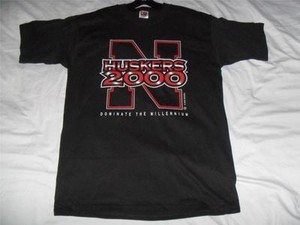 N
HUSKERS
2000
DOMINATE THE MILLENNIUM